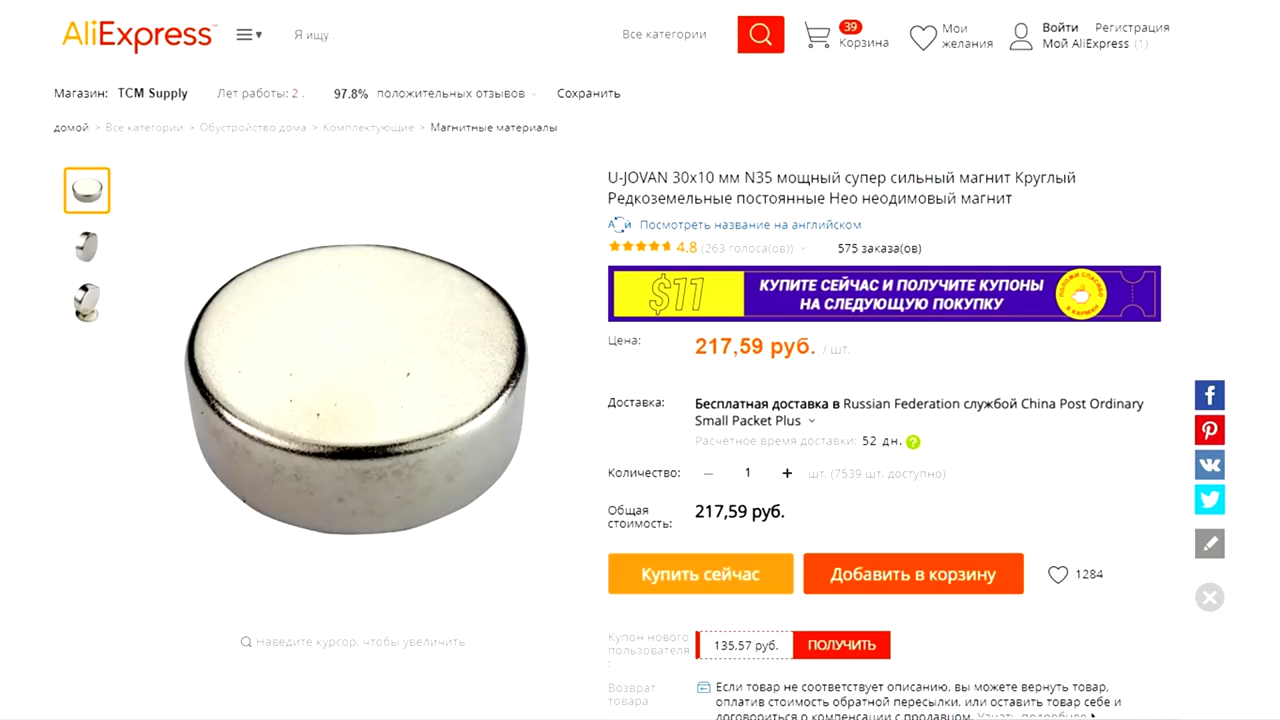 AliExpress™
Я ищу
Все категории
39
Корзина
Мои
желания
Войти Регистрация
Мой AliExpress (1)
Магазин: TCM Supply Лет работы: 2 . 97.8% положительных отзывов Сохранить
домой > Все категории > Обустройство дома > Комплектующие > Магнитные материалы
U-JOVAN 30x10 мм N35 мощный супер сильный магнит Круглый
Редкоземельные постоянные Нео неодимовый магнит
Посмотреть название на английском
4.8 (263 голоса(ов)) 575 заказа(ов)
$11
КУПИТЕ СЕЙЧАС И ПОЛУЧИТЕ КУПОНЫ
НА СЛЕДУЮЩУЮ ПОКУПКУ
ПОЛОЖИ СПАСИБО
В КАРМАН
Цена: 217,59 руб. / шт.
Доставка: Бесплатная доставка в Russian Federation службой China Post Ordinary
Small Packet Plus
Расчетное время доставки: 52 дн. ?
Количество: – 1 + шт. (7539 шт. доступно)
Общая
стоимость:
217,59 руб.
Купить сейчас
Добавить в корзину
1284
Наведите курсор, чтобы увеличить
Купон нового
пользователя
:
135.57 руб. ПОЛУЧИТЬ
Возврат
товара
Если товар не соответствует описанию, вы можете вернуть товар,
оплатив стоимость обратной пересылки, или оставить товар себе и
договориться о компенсации с продавцом. Узнать подробнее